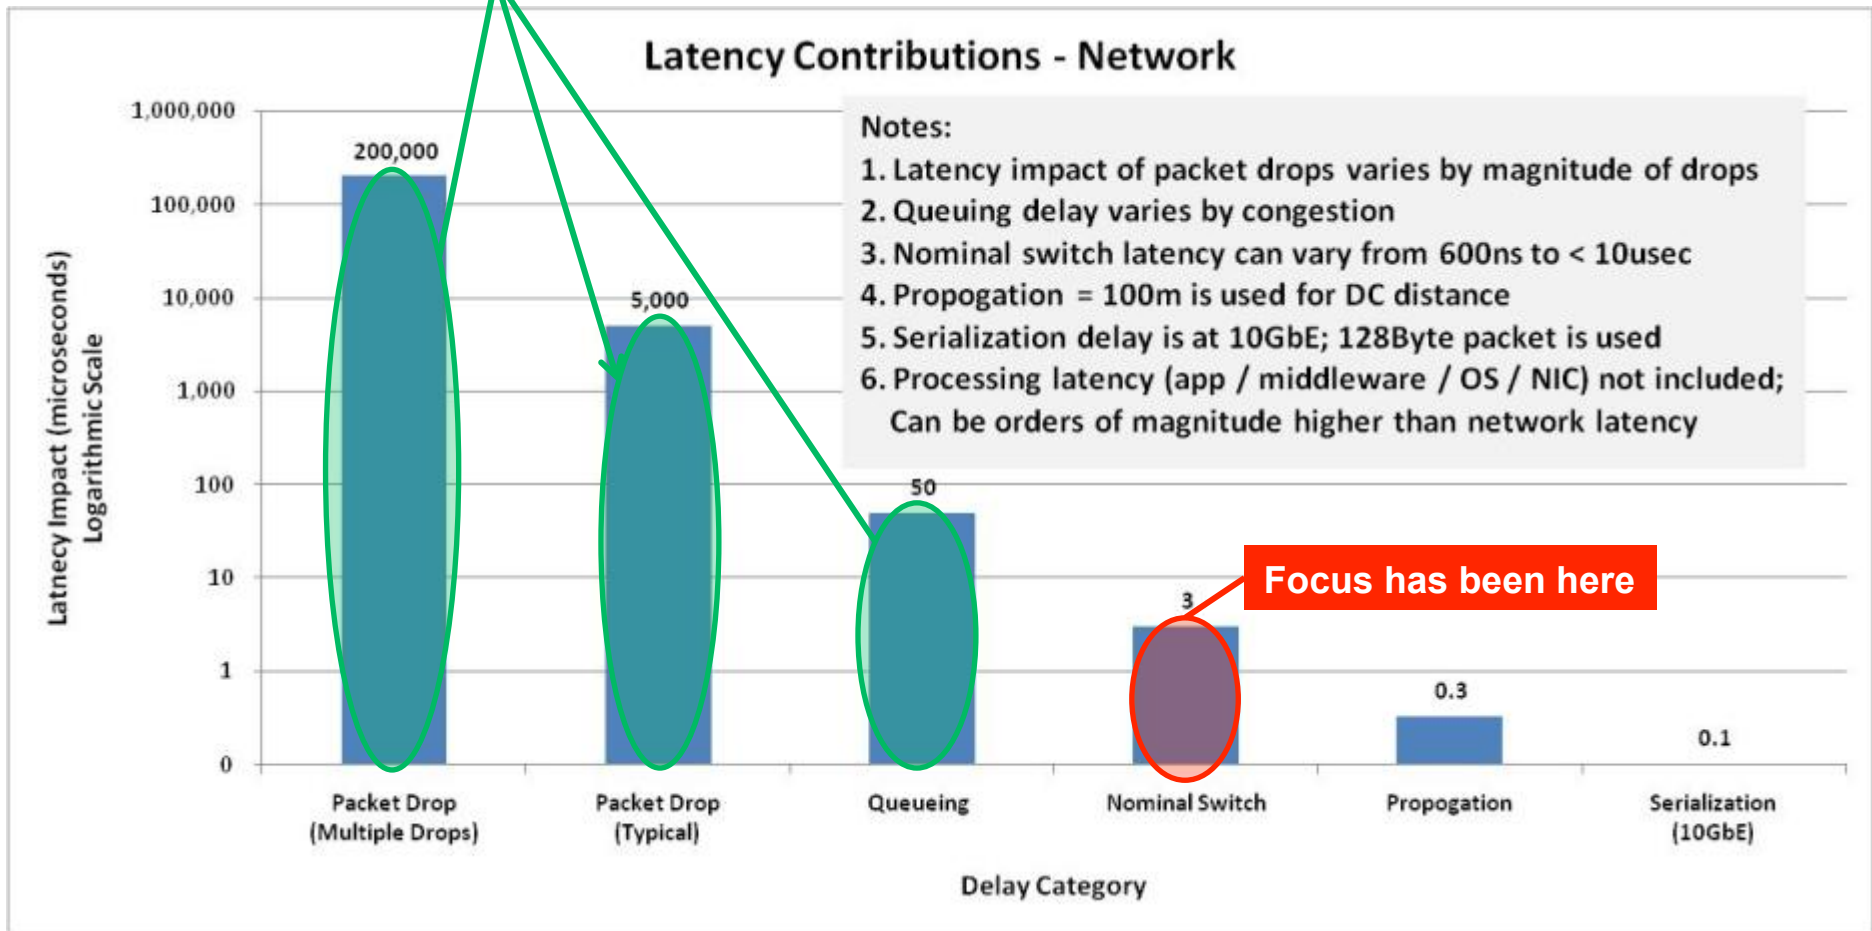 Latency Contributions - Network
Notes:
1. Latency impact of packet drops varies by magnitude of drops
2. Queuing delay varies by congestion
3. Nominal switch latency can vary from 600ns to < 10usec
4. Propogation = 100m is used for DC distance
5. Serialization delay is at 10GbE; 128Byte packet is used
6. Processing latency (app / middleware / OS / NIC) not included;
Can be orders of magnitude higher than network latency
Latnecy Impact (microseconds)
Logarithmic Scale
1,000,000
100,000
10,000
1,000
100
10
1
0
200,000
5,000
50
3
0.3
0.1
Focus has been here
Packet Drop
(Multiple Drops)
Packet Drop
(Typical)
Queueing
Nominal Switch
Propogation
Serialization
(10GbE)
Delay Category